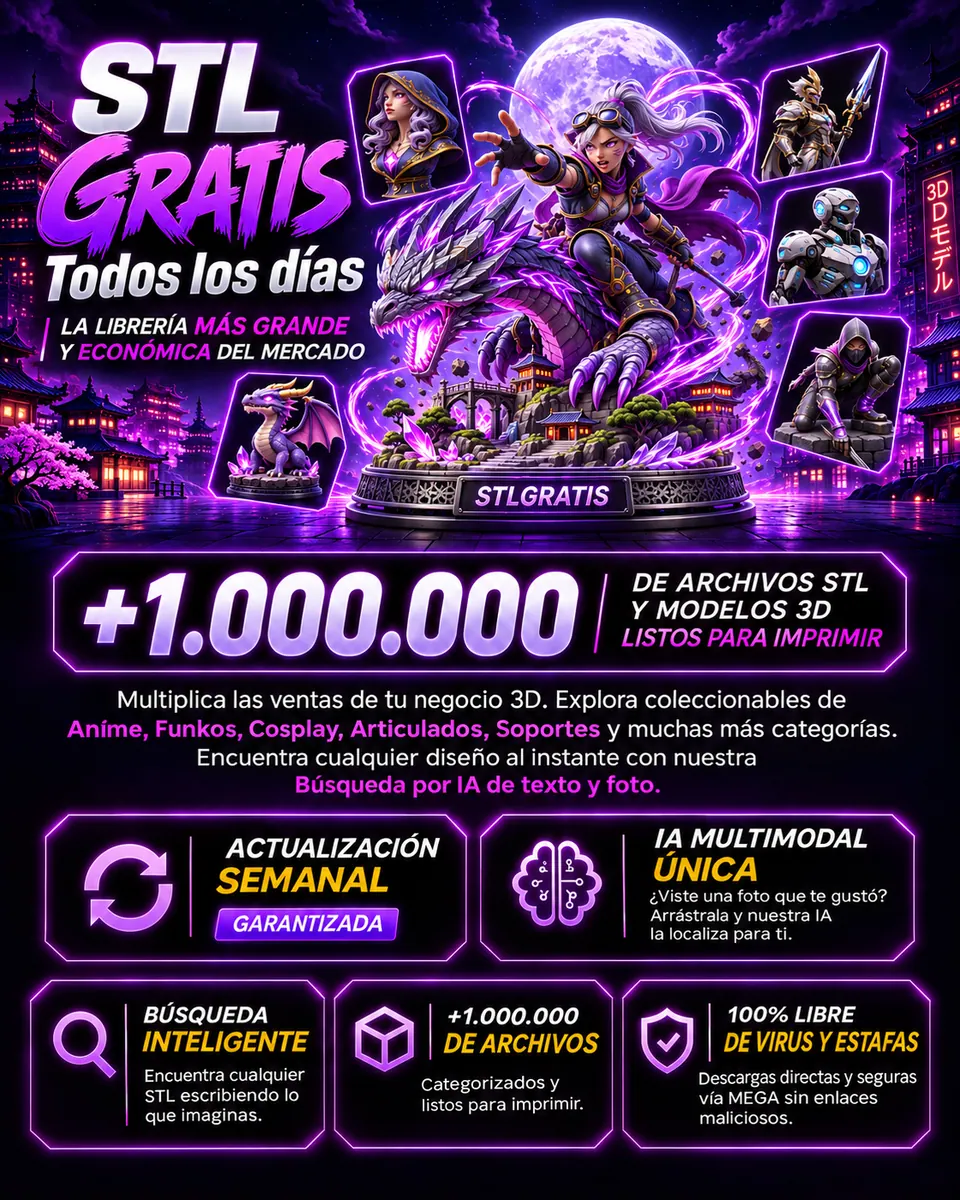 STL
GRATIS
Todos los días
LA LIBRERÍA MÁS GRANDE
Y ECONÓMICA DEL MERCADO
3Dモデル
STLGRATIS
+1.000.000
DE ARCHIVOS STL
Y MODELOS 3D
LISTOS PARA IMPRIMIR
Multiplica las ventas de tu negocio 3D. Explora coleccionables de
Aníme, Funkos, Cosplay, Articulados, Soportes y muchas más categorías.
Encuentra cualquier diseño al instante con nuestra
Búsqueda por IA de texto y foto.
ACTUALIZACIÓN
SEMANAL
GARANTIZADA
IA MULTIMODAL
ÚNICA
¿Viste una foto que te gustó?
Arrástrala y nuestra IA
la localiza para ti.
BÚSQUEDA
INTELIGENTE
Encuentra cualquier
STL escribiendo lo
que imaginas.
+1.000.000
DE ARCHIVOS
Categorizados y
listos para imprimir.
100% LIBRE
DE VIRUS Y ESTAFAS
Descargas directas y seguras
vía MEGA sin enlaces
maliciosos.